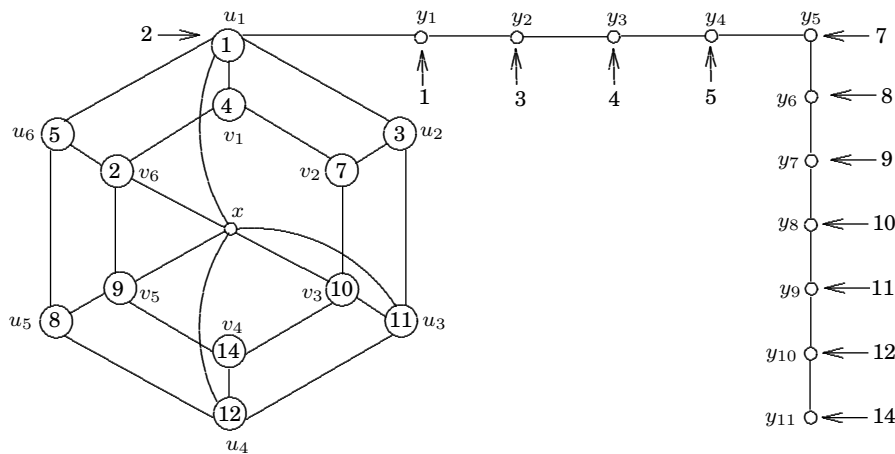 u₁ y₁ y₂ y₃ y₄ y₅
2 1 7
1 3 4 5
u₆ 5 4 3 u₂ y₆ 8
v₁
2 v₆ v₂ 7 y₇ 9
x y₈ 10
9 v₅ v₃ 10 y₉ 11
u₅ 8 v₄ 11 u₃
14 y₁₀ 12
12 y₁₁ 14
u₄